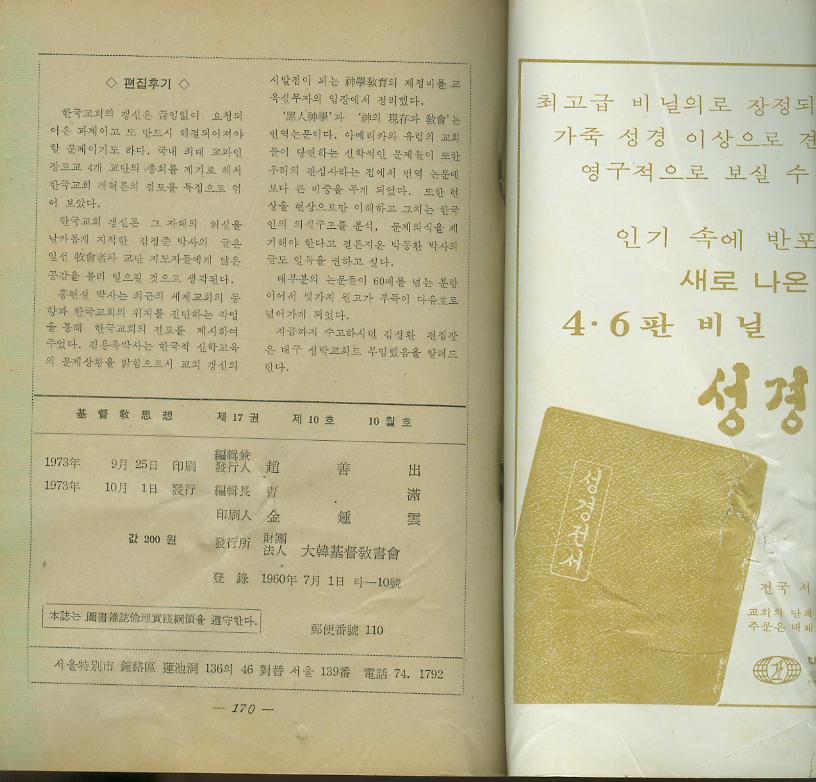 ◇ 편집후기 ◇
한국교회의 갱신은 끊임없이 요청되
어온 과제이고 또 반드시 해결되어져야
할 문제이기도 하다. 국내 최대 교파인
장로교 4개 교단의 총회를 계기로 해서
한국교회 개혁론의 검토를 특집으로 엮
어 보았다.
한국교회 갱신론 그 자체의 허실을
날카롭게 지적한 김정준 박사의 글은
일선 牧會者와 교단 지도자들에게 많은
공감을 불러 일으킬 것으로 생각된다.
홍현설 박사는 최근의 세계교회의 동
향과 한국교회의 위치를 진단하는 작업
을 통해 한국교회의 진로를 제시하여
주었다. 김용옥박사는 한국적 신학교육
의 문제상황을 밝힘으로서 교회 갱신의
시발점이 되는 神學敎育의 재정비를 교
육실무자의 입장에서 정리했다.
'黑人神學'과 '神의 現存과 敎會'는
번역논문이다. 아메리카와 유럽의 교회
들이 당면하는 신학적인 문제들이 또한
우리의 관심사라는 점에서 번역 논문에
보다 큰 비중을 두게 되었다. 또한 현
상을 현상으로만 이해하고 그치는 한국
인의 의식구조를 분석, 문제의식을 제
기해야 한다고 결론지은 박동환 박사의
글도 일독을 권하고 싶다.
대부분의 논문들이 60매를 넘는 분량
이어서 몇가지 원고가 부득이 다음호로
넘어가게 되었다.
지금까지 수고하시던 김성환 편집장
은 대구 성락교회로 부임했음을 알려드
린다.
基督敎思想 제17권 제10호 10월호
1973年 9月 25日 印刷 編輯兼
發行人 趙善出
1973年 10月 1日 發行 編輯長 滿
印刷人 金鍾雲
값 200 원 發行所 財團
法人 大韓基督敎書會
登錄 1960年 7月 1日 라—10號
本誌는 圖書雜誌倫理實踐綱領을 遵守한다.
郵便番號 110
서울特別市 鍾路區 蓮池洞 136의 46 對替 서울 139番 電話 74. 1792
— 170 —
최고급 비닐의로 장정되
가죽 성경 이상으로 견
영구적으로 보실 수
인기 속에 반포
새로 나온
4·6판 비닐
성경
성경전서
전국 서
교회의 단체
주문은 대체